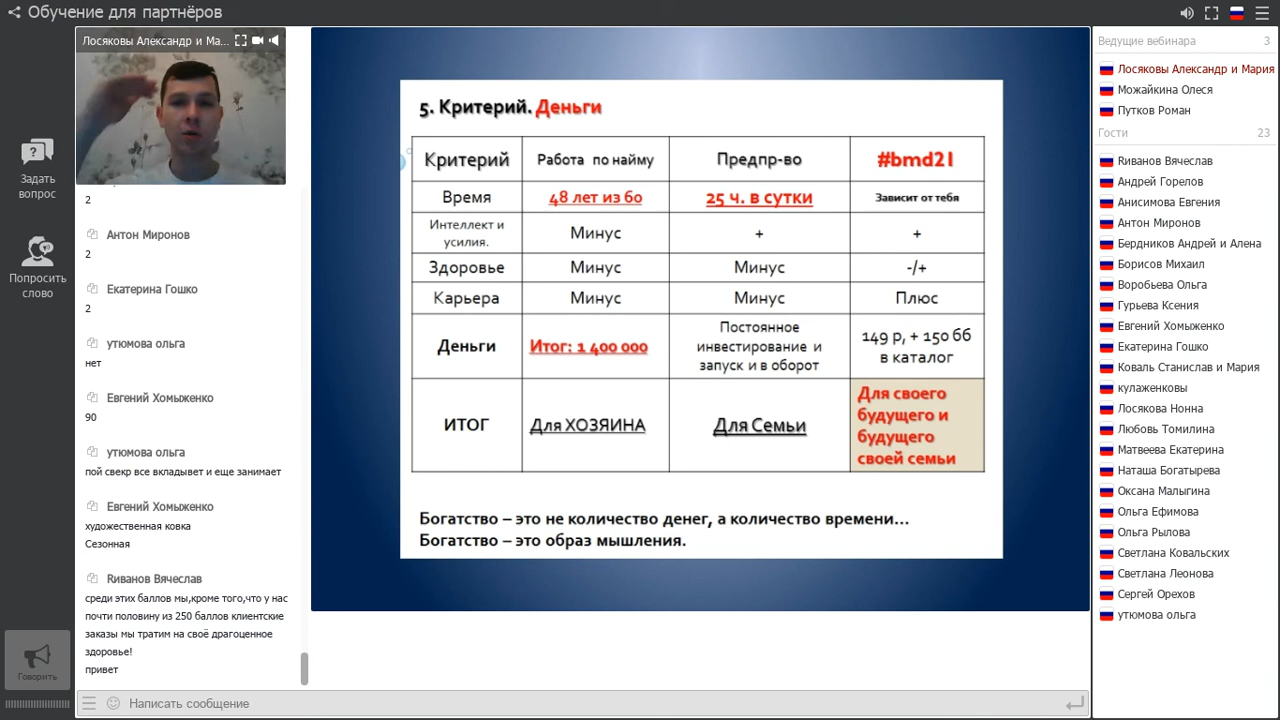 Обучение для партнёров
Лосяковы Александр и Ма...
Задать
вопрос
Попросить
слово
Говорить
2
Антон Миронов
2
Екатерина Гошко
2
утюмова ольга
нет
Евгений Хомыженко
90
утюмова ольга
пой свекр все вкладывет и еще занимает
Евгений Хомыженко
художественная ковка
Сезонная
Rиванов Вячеслав
среди этих баллов мы,кроме того,что у нас
почти половину из 250 баллов клиентские
заказы мы тратим на своё драгоценное
здоровье!
привет
Написать сообщение
5. Критерий. Деньги
Критерий Работа по найму Предпр-во #bmd21
Время 48 лет из 60 25 ч. в сутки Зависит от тебя
Интеллект и
усилия. Минус + +
Здоровье Минус Минус -/+
Карьера Минус Минус Плюс
Деньги Итог: 1 400 000 Постоянное
инвестирование и
запуск и в оборот
149 р, + 150 бб
в каталог
ИТОГ Для ХОЗЯИНА Для Семьи Для своего
будущего и
будущего
своей семьи
Богатство – это не количество денег, а количество времени...
Богатство – это образ мышления.
Ведущие вебинара 3
Лосяковы Александр и Мария
Можайкина Олеся
Путков Роман
Гости 23
Rиванов Вячеслав
Андрей Горелов
Анисимова Евгения
Антон Миронов
Бердников Андрей и Алена
Борисов Михаил
Воробьева Ольга
Гурьева Ксения
Евгений Хомыженко
Екатерина Гошко
Коваль Станислав и Мария
кулаженковы
Лосякова Нонна
Любовь Томилина
Матвеева Екатерина
Наташа Богатырева
Оксана Малыгина
Ольга Ефимова
Ольга Рылова
Светлана Ковальских
Светлана Леонова
Сергей Орехов
утюмова ольга